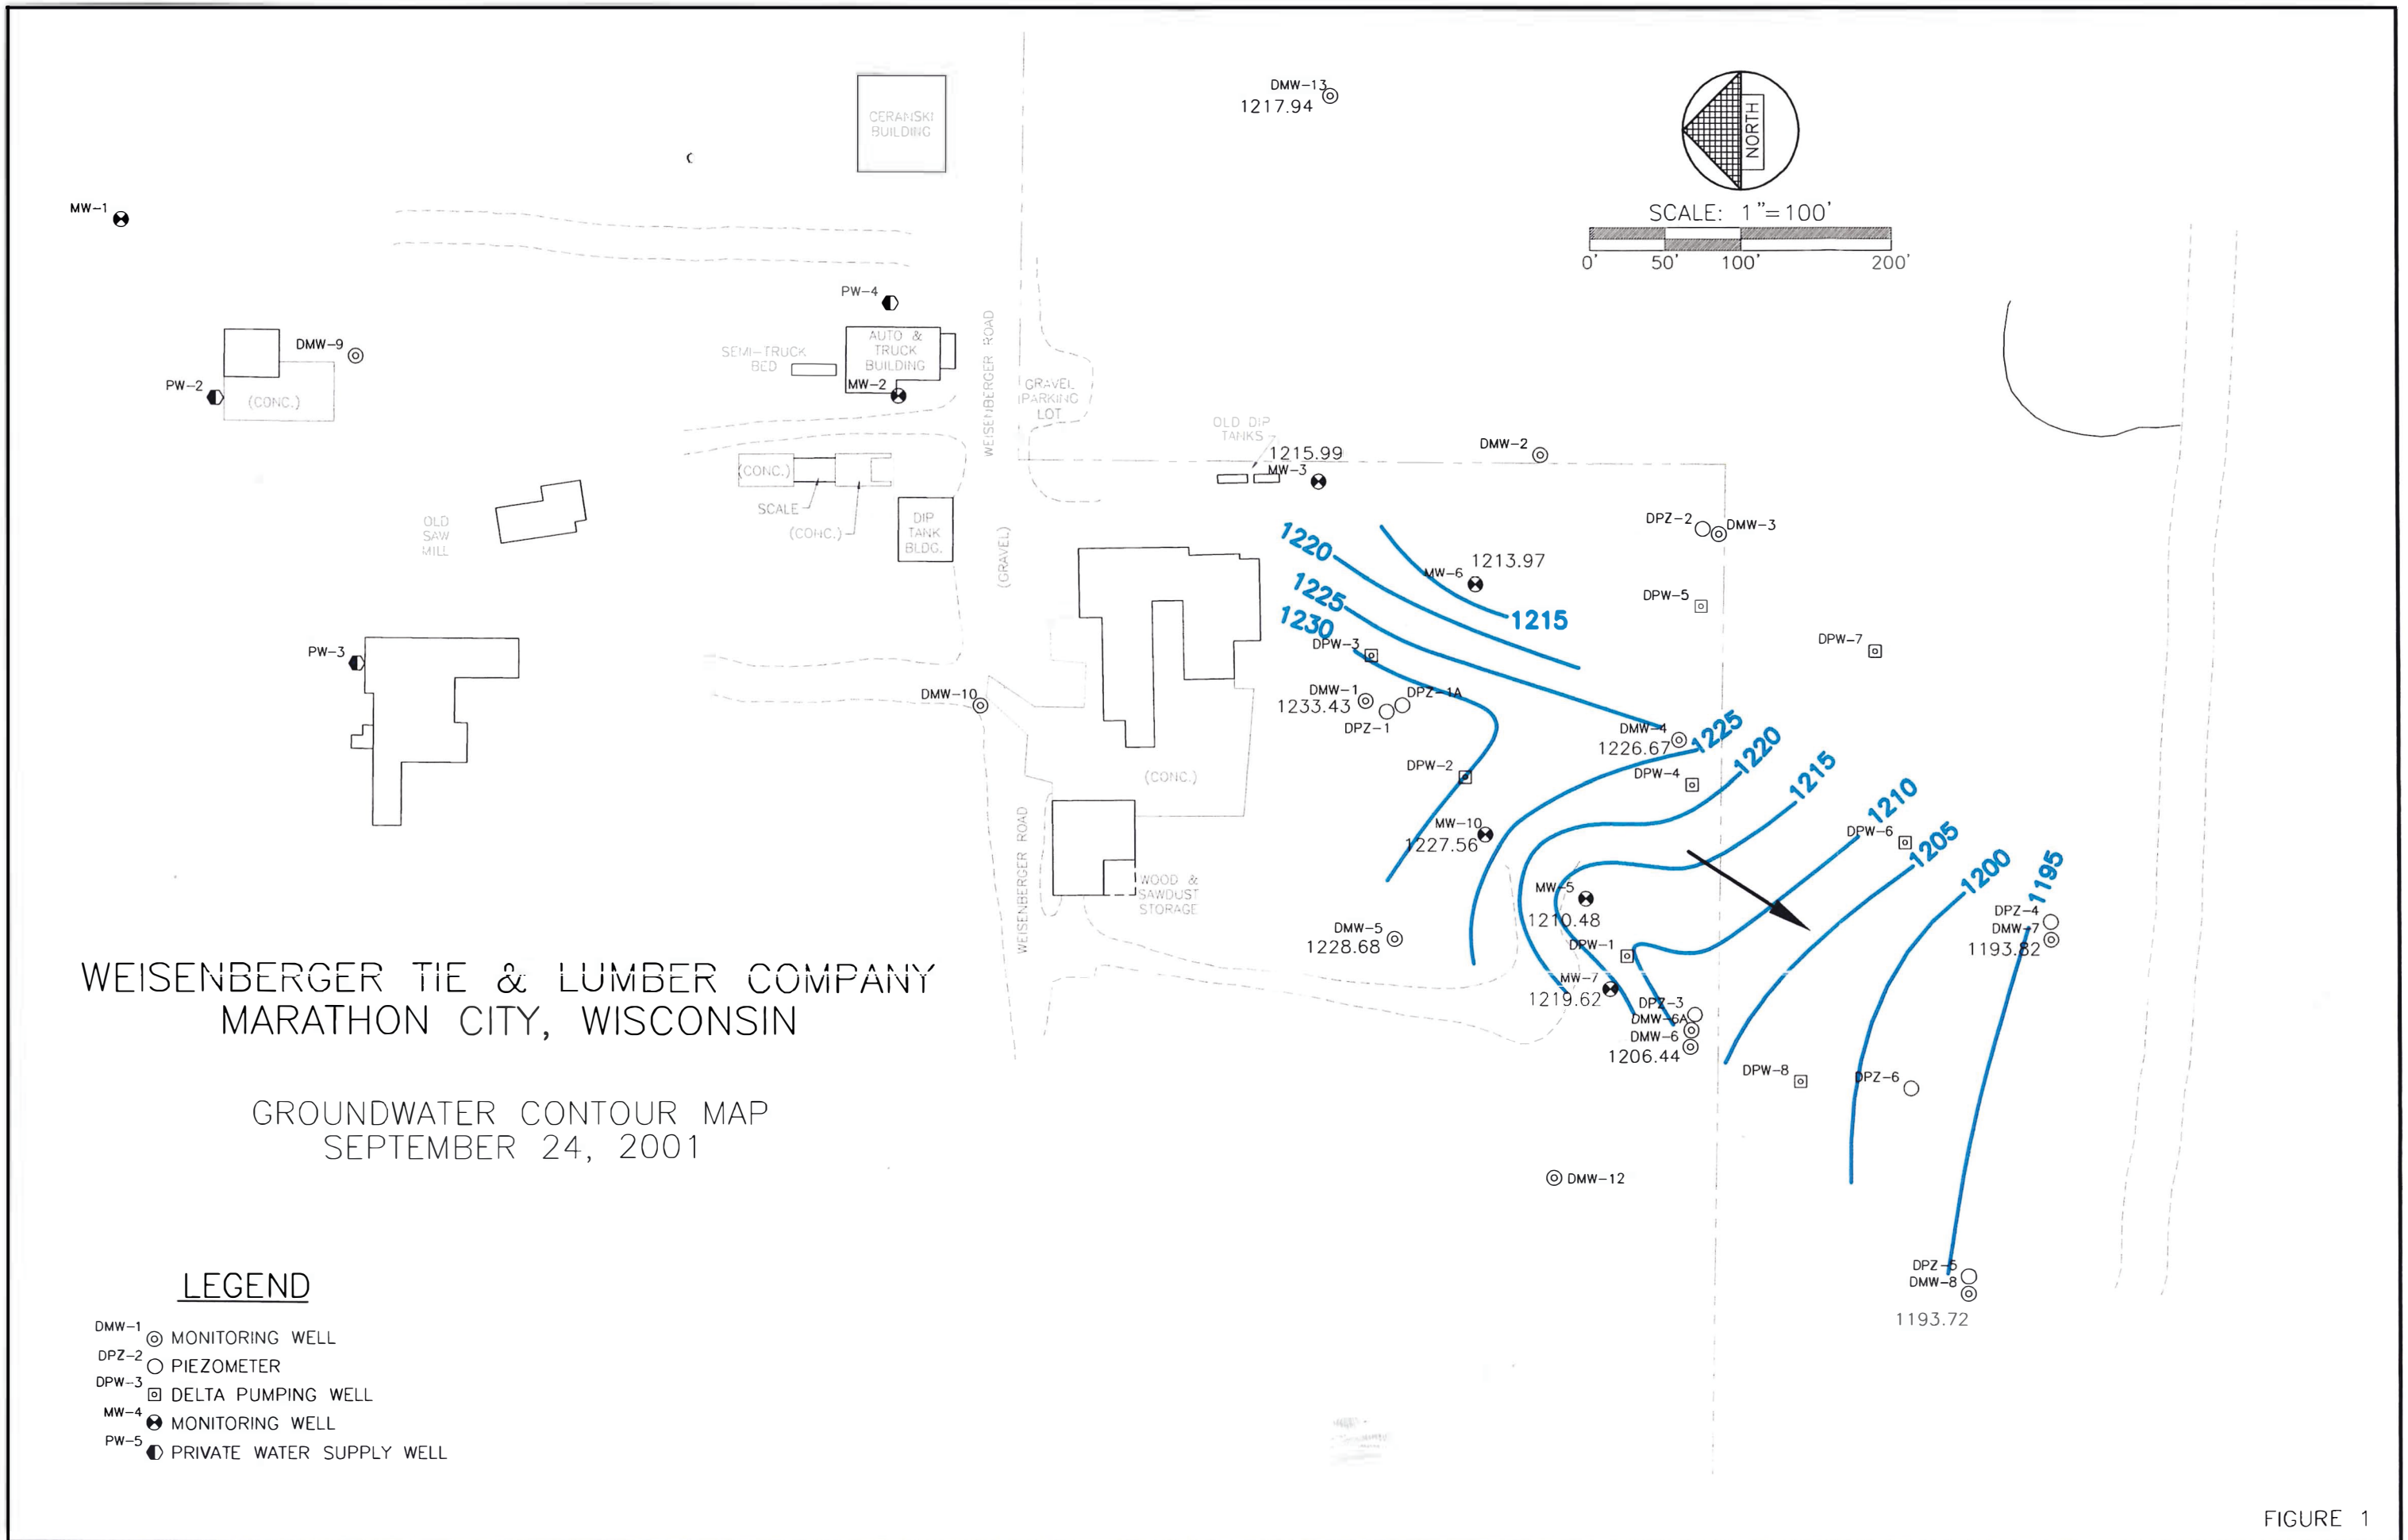 DMW-13
1217.94
CERANSKI
BUILDING
NORTH
SCALE: 1"=100'
0' 50' 100' 200'
MW-1
PW-4
AUTO &
TRUCK
BUILDING
SEMI-TRUCK
BED
MW-2
DMW-9
PW-2
(CONC.)
WEISENBERGER ROAD
GRAVEL
PARKING
LOT
OLD DIP
TANKS
1215.99
MW-3
DMW-2
(CONC.)
SCALE
(CONC.)
DIP
TANK
BLDG.
OLD
SAW
MILL
(GRAVEL)
DPZ-2
DMW-3
1220
1213.97
MW-6
1225
1215
1230
DPW-5
DPW-7
DPW-3
PW-3
DMW-10
DMW-1
1233.43
DPZ-1A
DPZ-1
DMW-4
1226.67
1225
1220
1215
1210
1205
1200
1195
DPW-2
DPW-4
(CONC.)
MW-10
1227.56
DPW-6
WEISENBERGER ROAD
WOOD &
SAWDUST
STORAGE
MW-5
1210.48
DMW-5
1228.68
DPW-1
DPZ-4
DMW-7
1193.82
MW-7
1219.62
DPZ-3
DMW-6A
DMW-6
1206.44
DPW-8
DPZ-6
WEISENBERGER TIE & LUMBER COMPANY
MARATHON CITY, WISCONSIN
GROUNDWATER CONTOUR MAP
SEPTEMBER 24, 2001
DMW-12
DPZ-5
DMW-8
1193.72
LEGEND
DMW-1 MONITORING WELL
DPZ-2 PIEZOMETER
DPW-3 DELTA PUMPING WELL
MW-4 MONITORING WELL
PW-5 PRIVATE WATER SUPPLY WELL
FIGURE 1